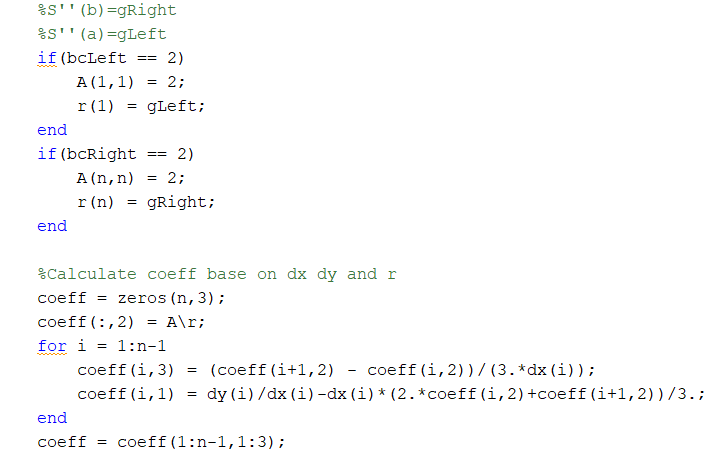 %S''(b)=gRight
%S''(a)=gLeft
if(bcLeft == 2)
    A(1,1) = 2;
    r(1) = gLeft;
end
if(bcRight == 2)
    A(n,n) = 2;
    r(n) = gRight;
end

%Calculate coeff base on dx dy and r
coeff = zeros(n,3);
coeff(:,2) = A\r;
for i = 1:n-1
    coeff(i,3) = (coeff(i+1,2) - coeff(i,2))/(3.*dx(i));
    coeff(i,1) = dy(i)/dx(i)-dx(i)*(2.*coeff(i,2)+coeff(i+1,2))/3.;
end
coeff = coeff(1:n-1,1:3);